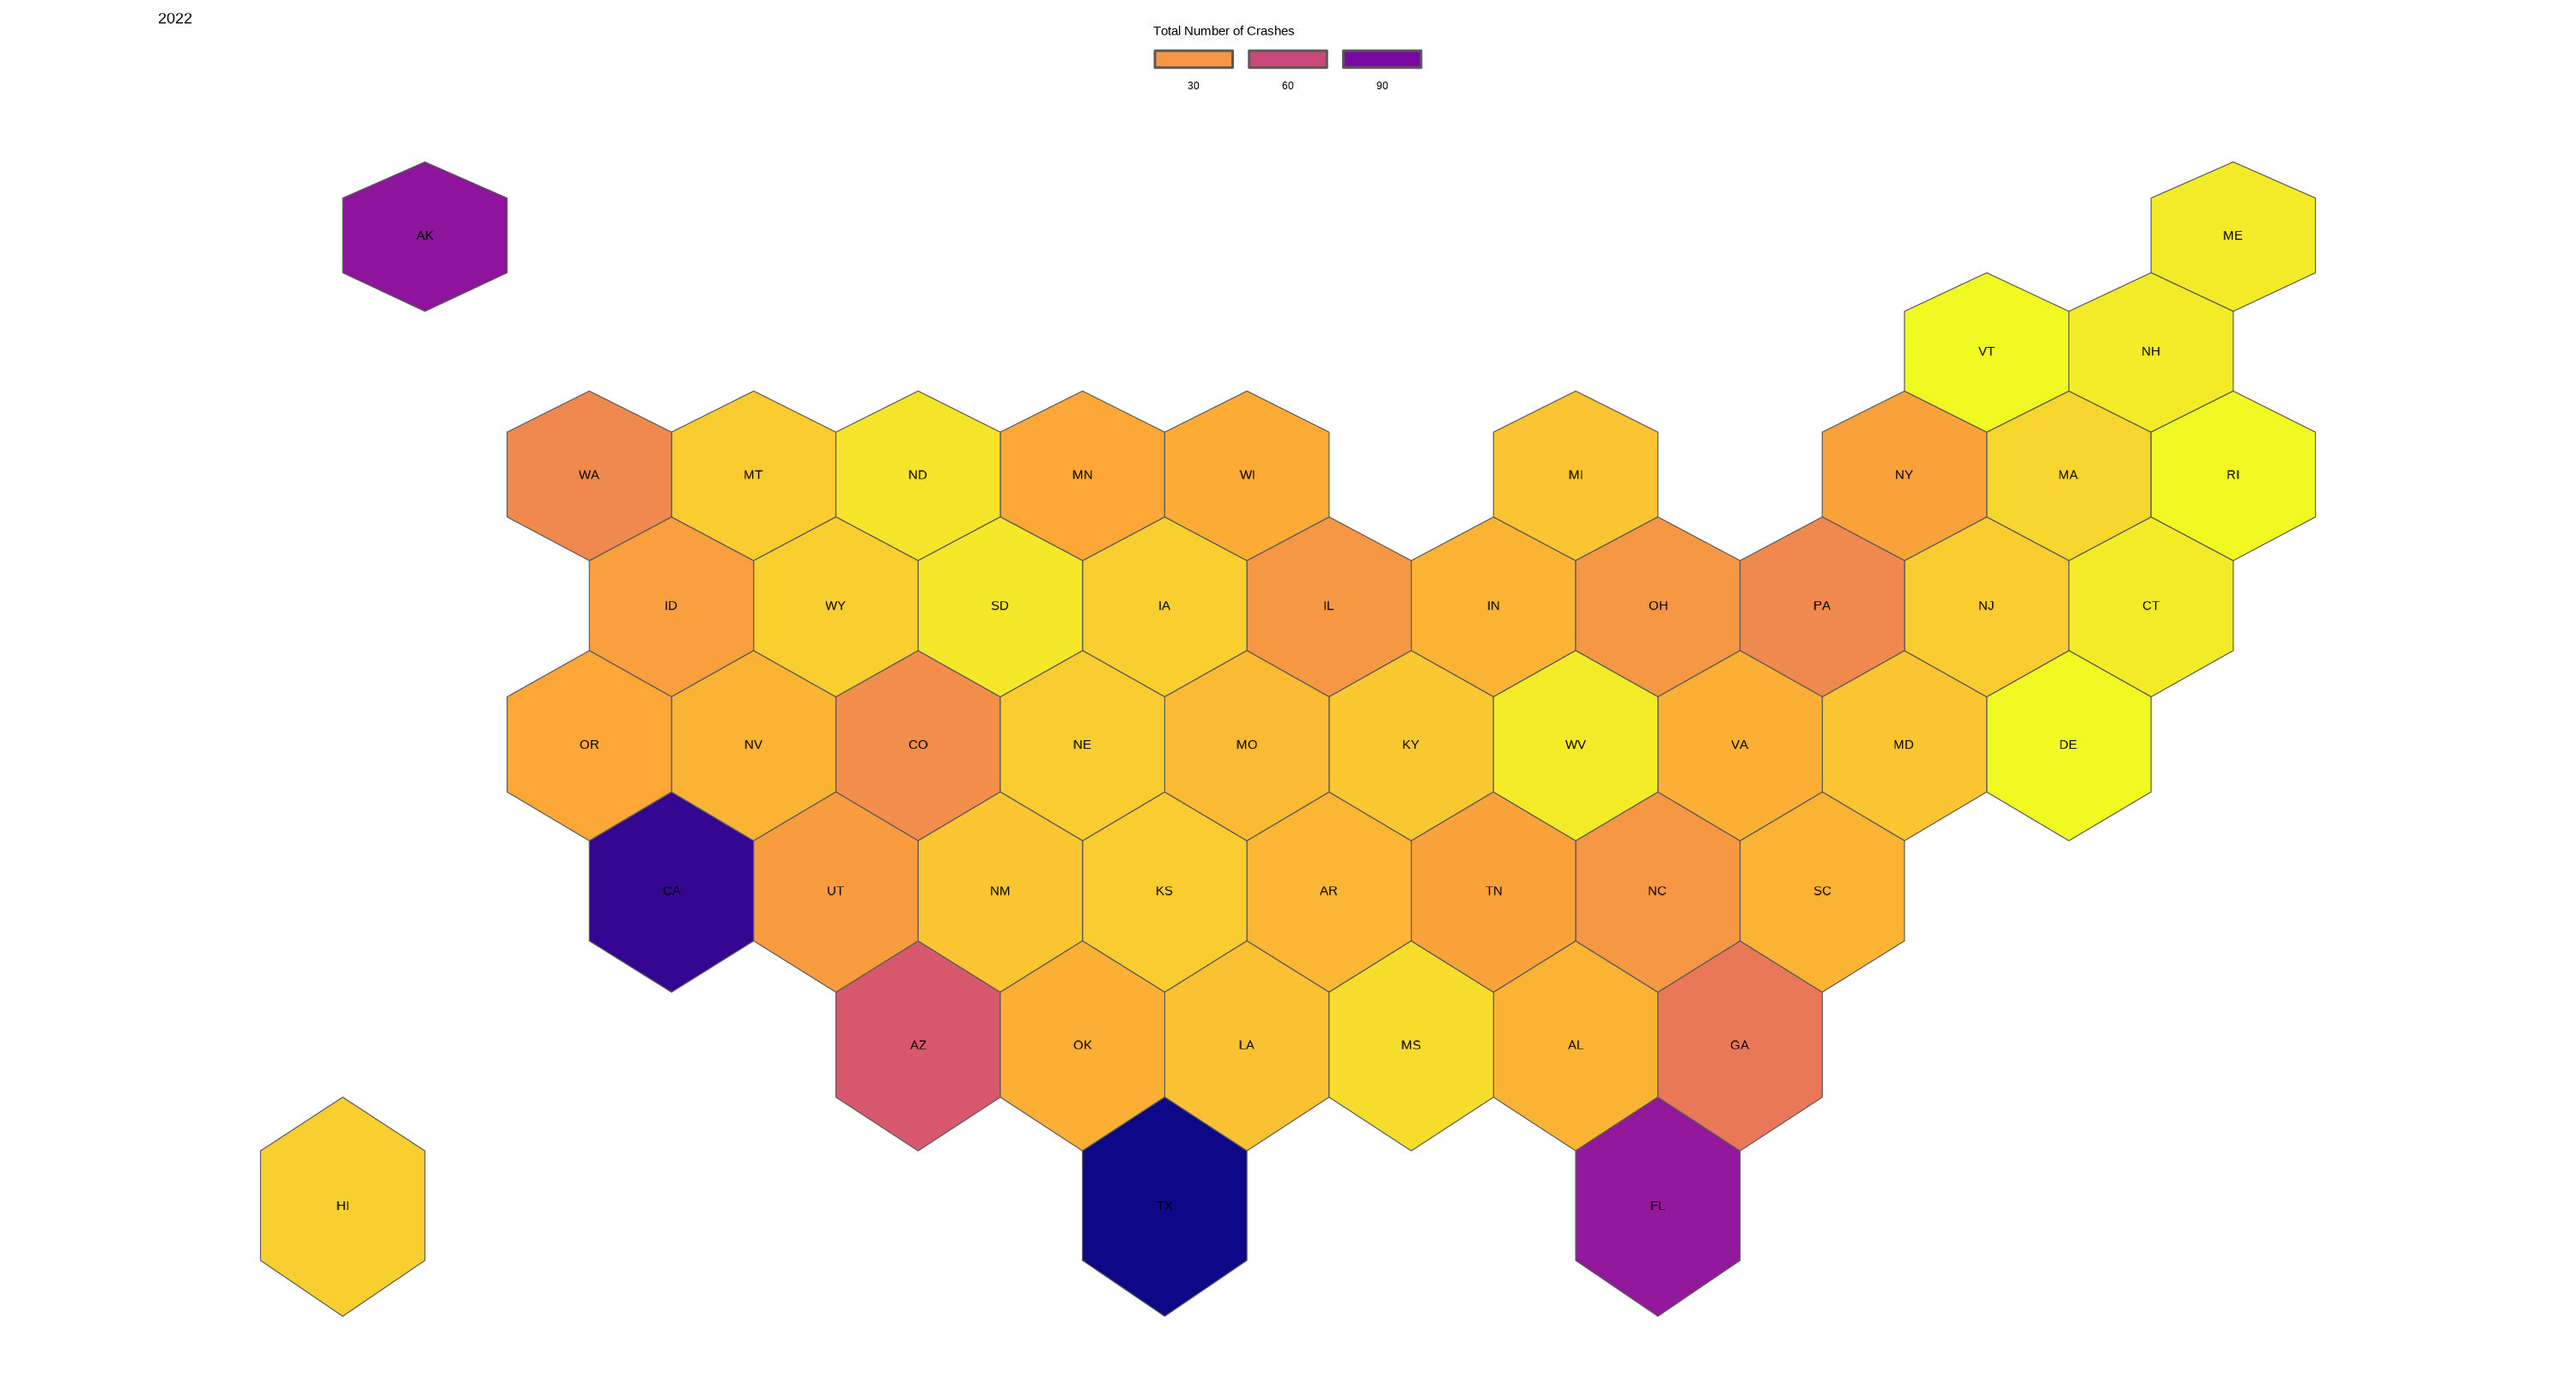 2022
Total Number of Crashes
30 60 90
AK ME
VT NH
WA MT ND MN WI MI NY MA RI
ID WY SD IA IL IN OH PA NJ CT
OR NV CO NE MO KY WV VA MD DE
CA UT NM KS AR TN NC SC
AZ OK LA MS AL GA
HI TX FL